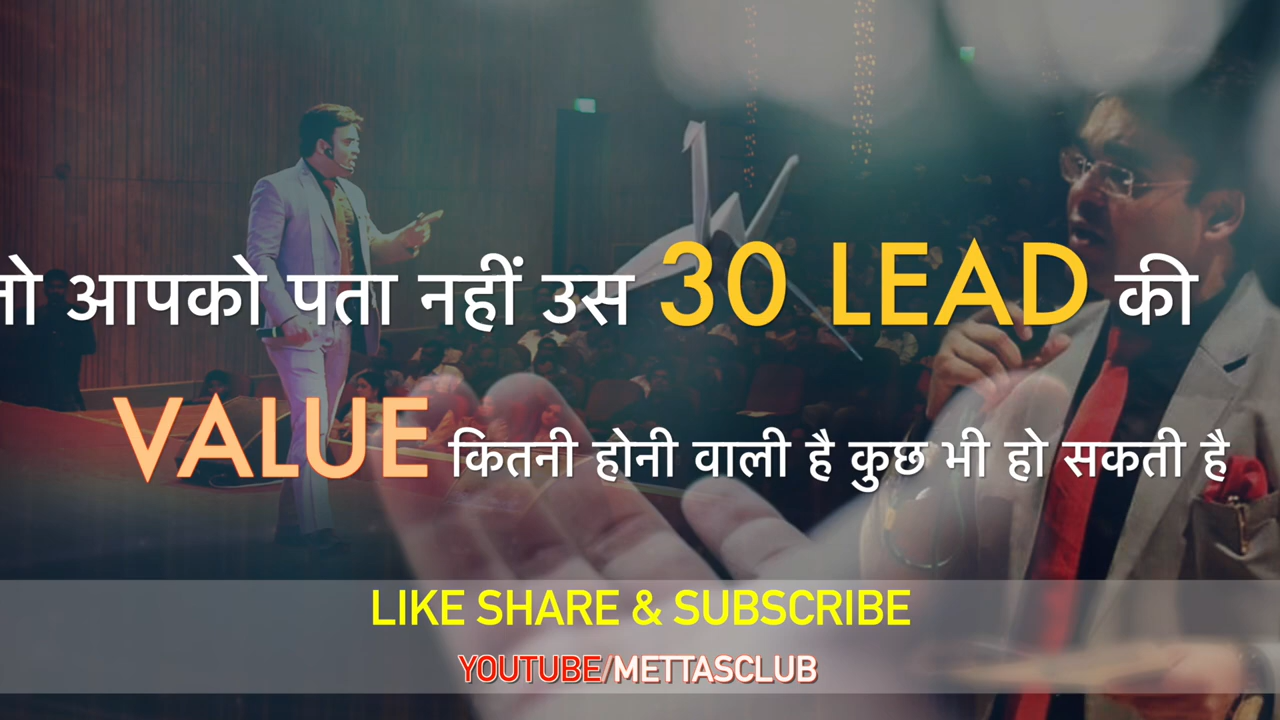 आपको पता नहीं उस 30 LEAD की
VALUE कितनी होनी वाली है कुछ भी हो सकती है
LIKE SHARE & SUBSCRIBE
YOUTUBE/METTASCLUB